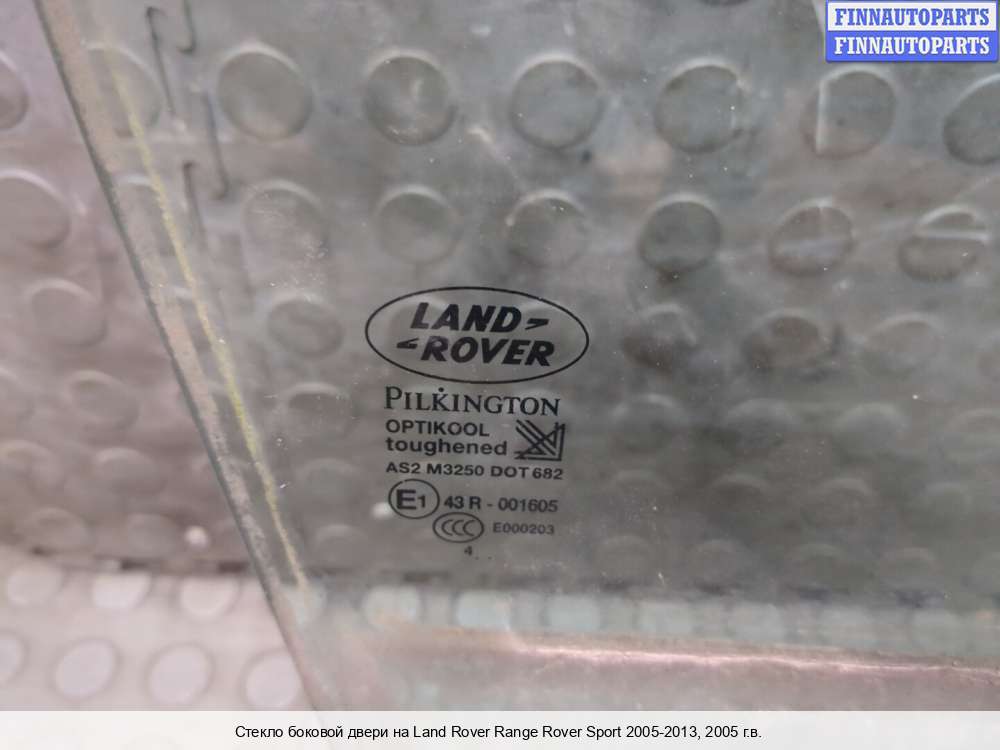 FINNAUTOPARTS
FINNAUTOPARTS
LAND
ROVER
PILKINGTON
OPTIKOOL
toughened
AS2 M3250 DOT 682
E1 43 R - 001605
CCC E000203
4
Стекло боковой двери на Land Rover Range Rover Sport 2005-2013, 2005 г.в.